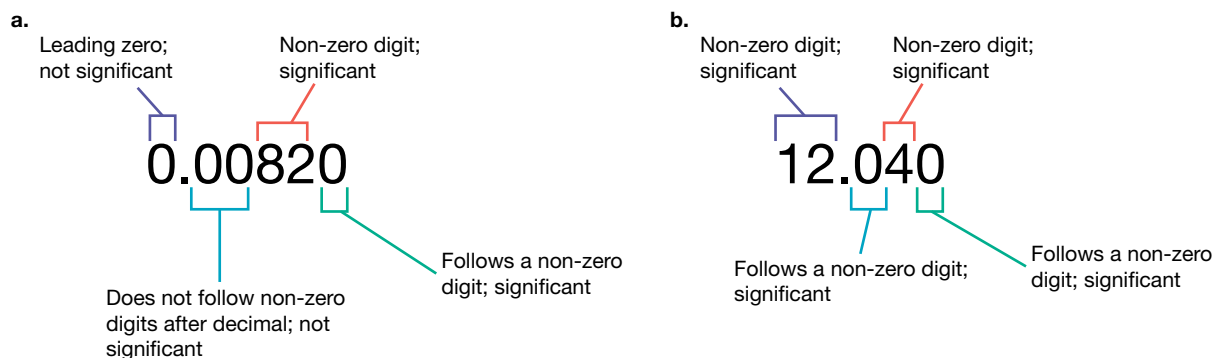 a.
Leading zero;
not significant
Non-zero digit;
significant
0.00820
Does not follow non-zero
digits after decimal; not
significant
Follows a non-zero
digit; significant
b.
Non-zero digit;
significant
Non-zero digit;
significant
12.040
Follows a non-zero digit;
significant
Follows a non-zero
digit; significant